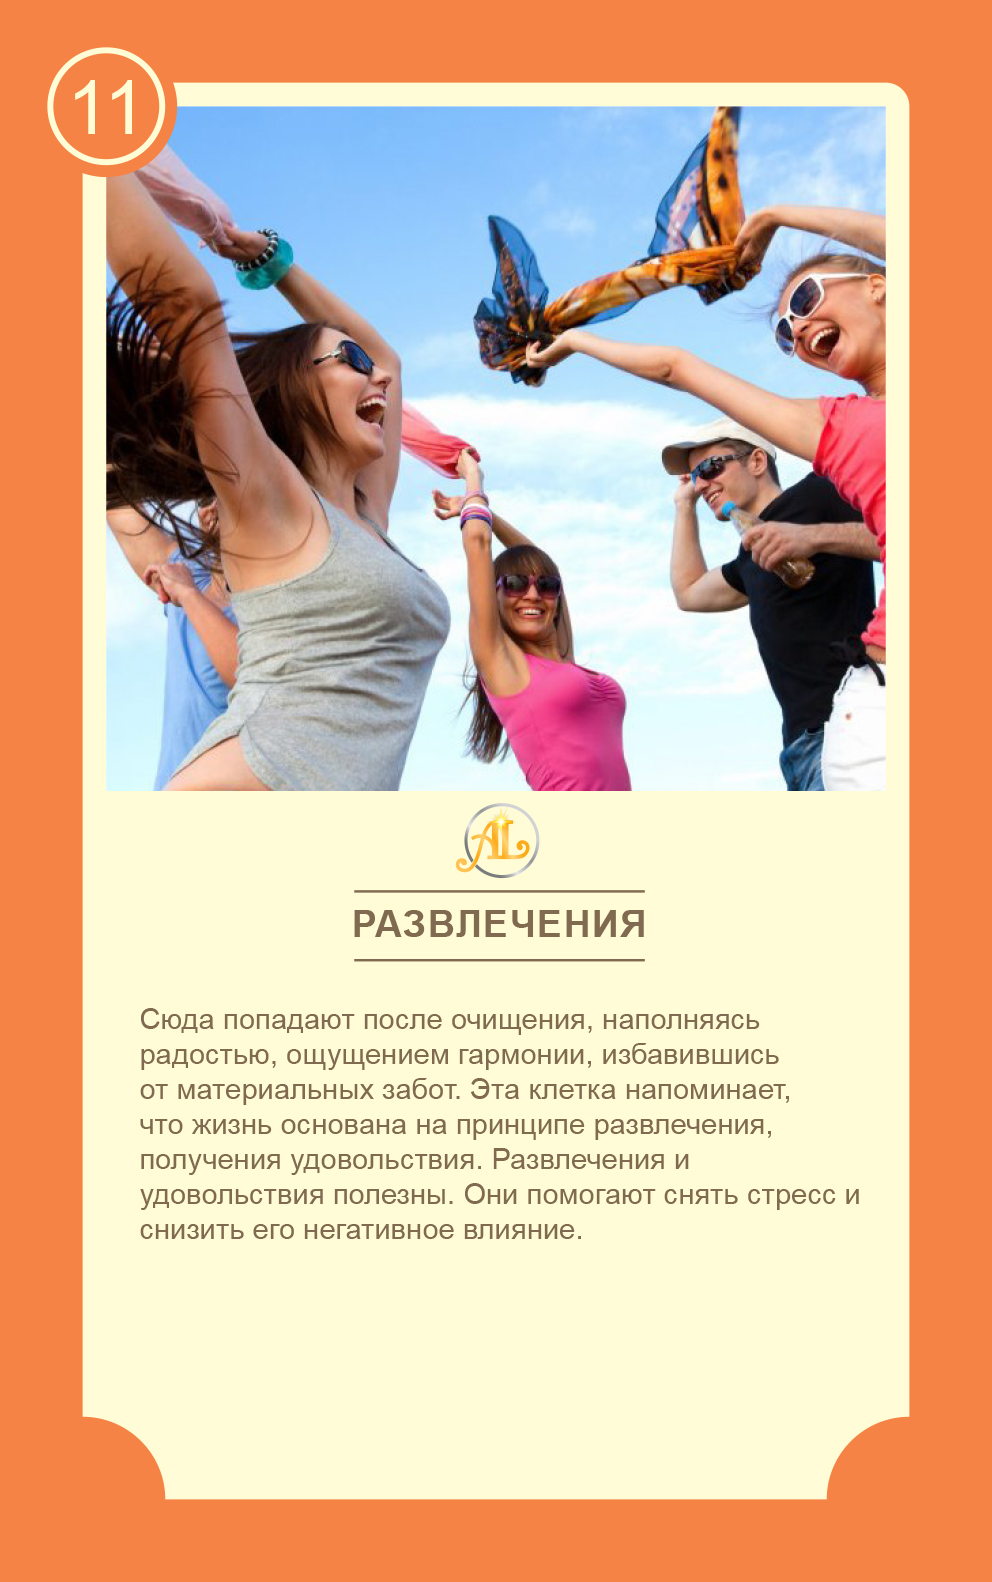 11
AL
РАЗВЛЕЧЕНИЯ
Сюда попадают после очищения, наполняясь
радостью, ощущением гармонии, избавившись
от материальных забот. Эта клетка напоминает,
что жизнь основана на принципе развлечения,
получения удовольствия. Развлечения и
удовольствия полезны. Они помогают снять стресс и
снизить его негативное влияние.